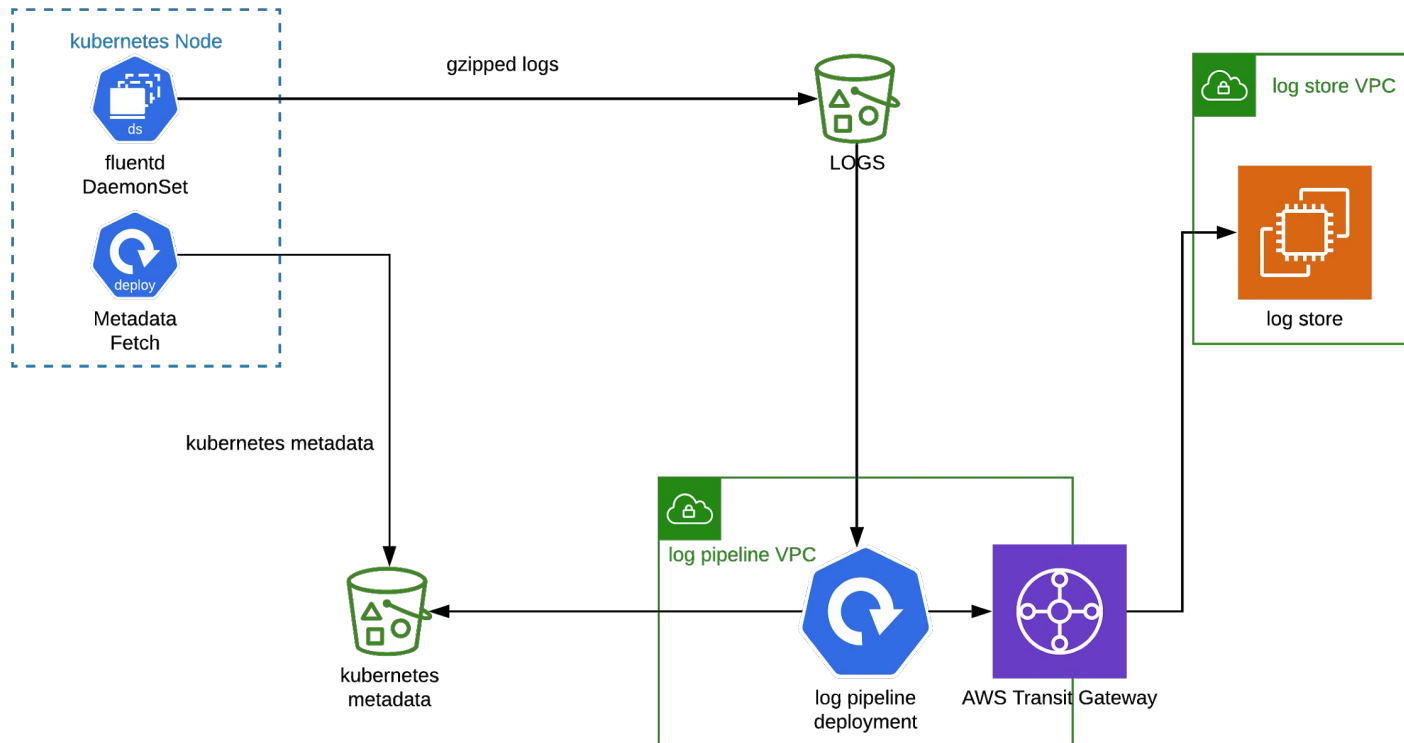 kubernetes Node
ds
fluentd
DaemonSet
deploy
Metadata
Fetch
gzipped logs
LOGS
log store VPC
log store
kubernetes metadata
log pipeline VPC
kubernetes
metadata
log pipeline
deployment
AWS Transit Gateway